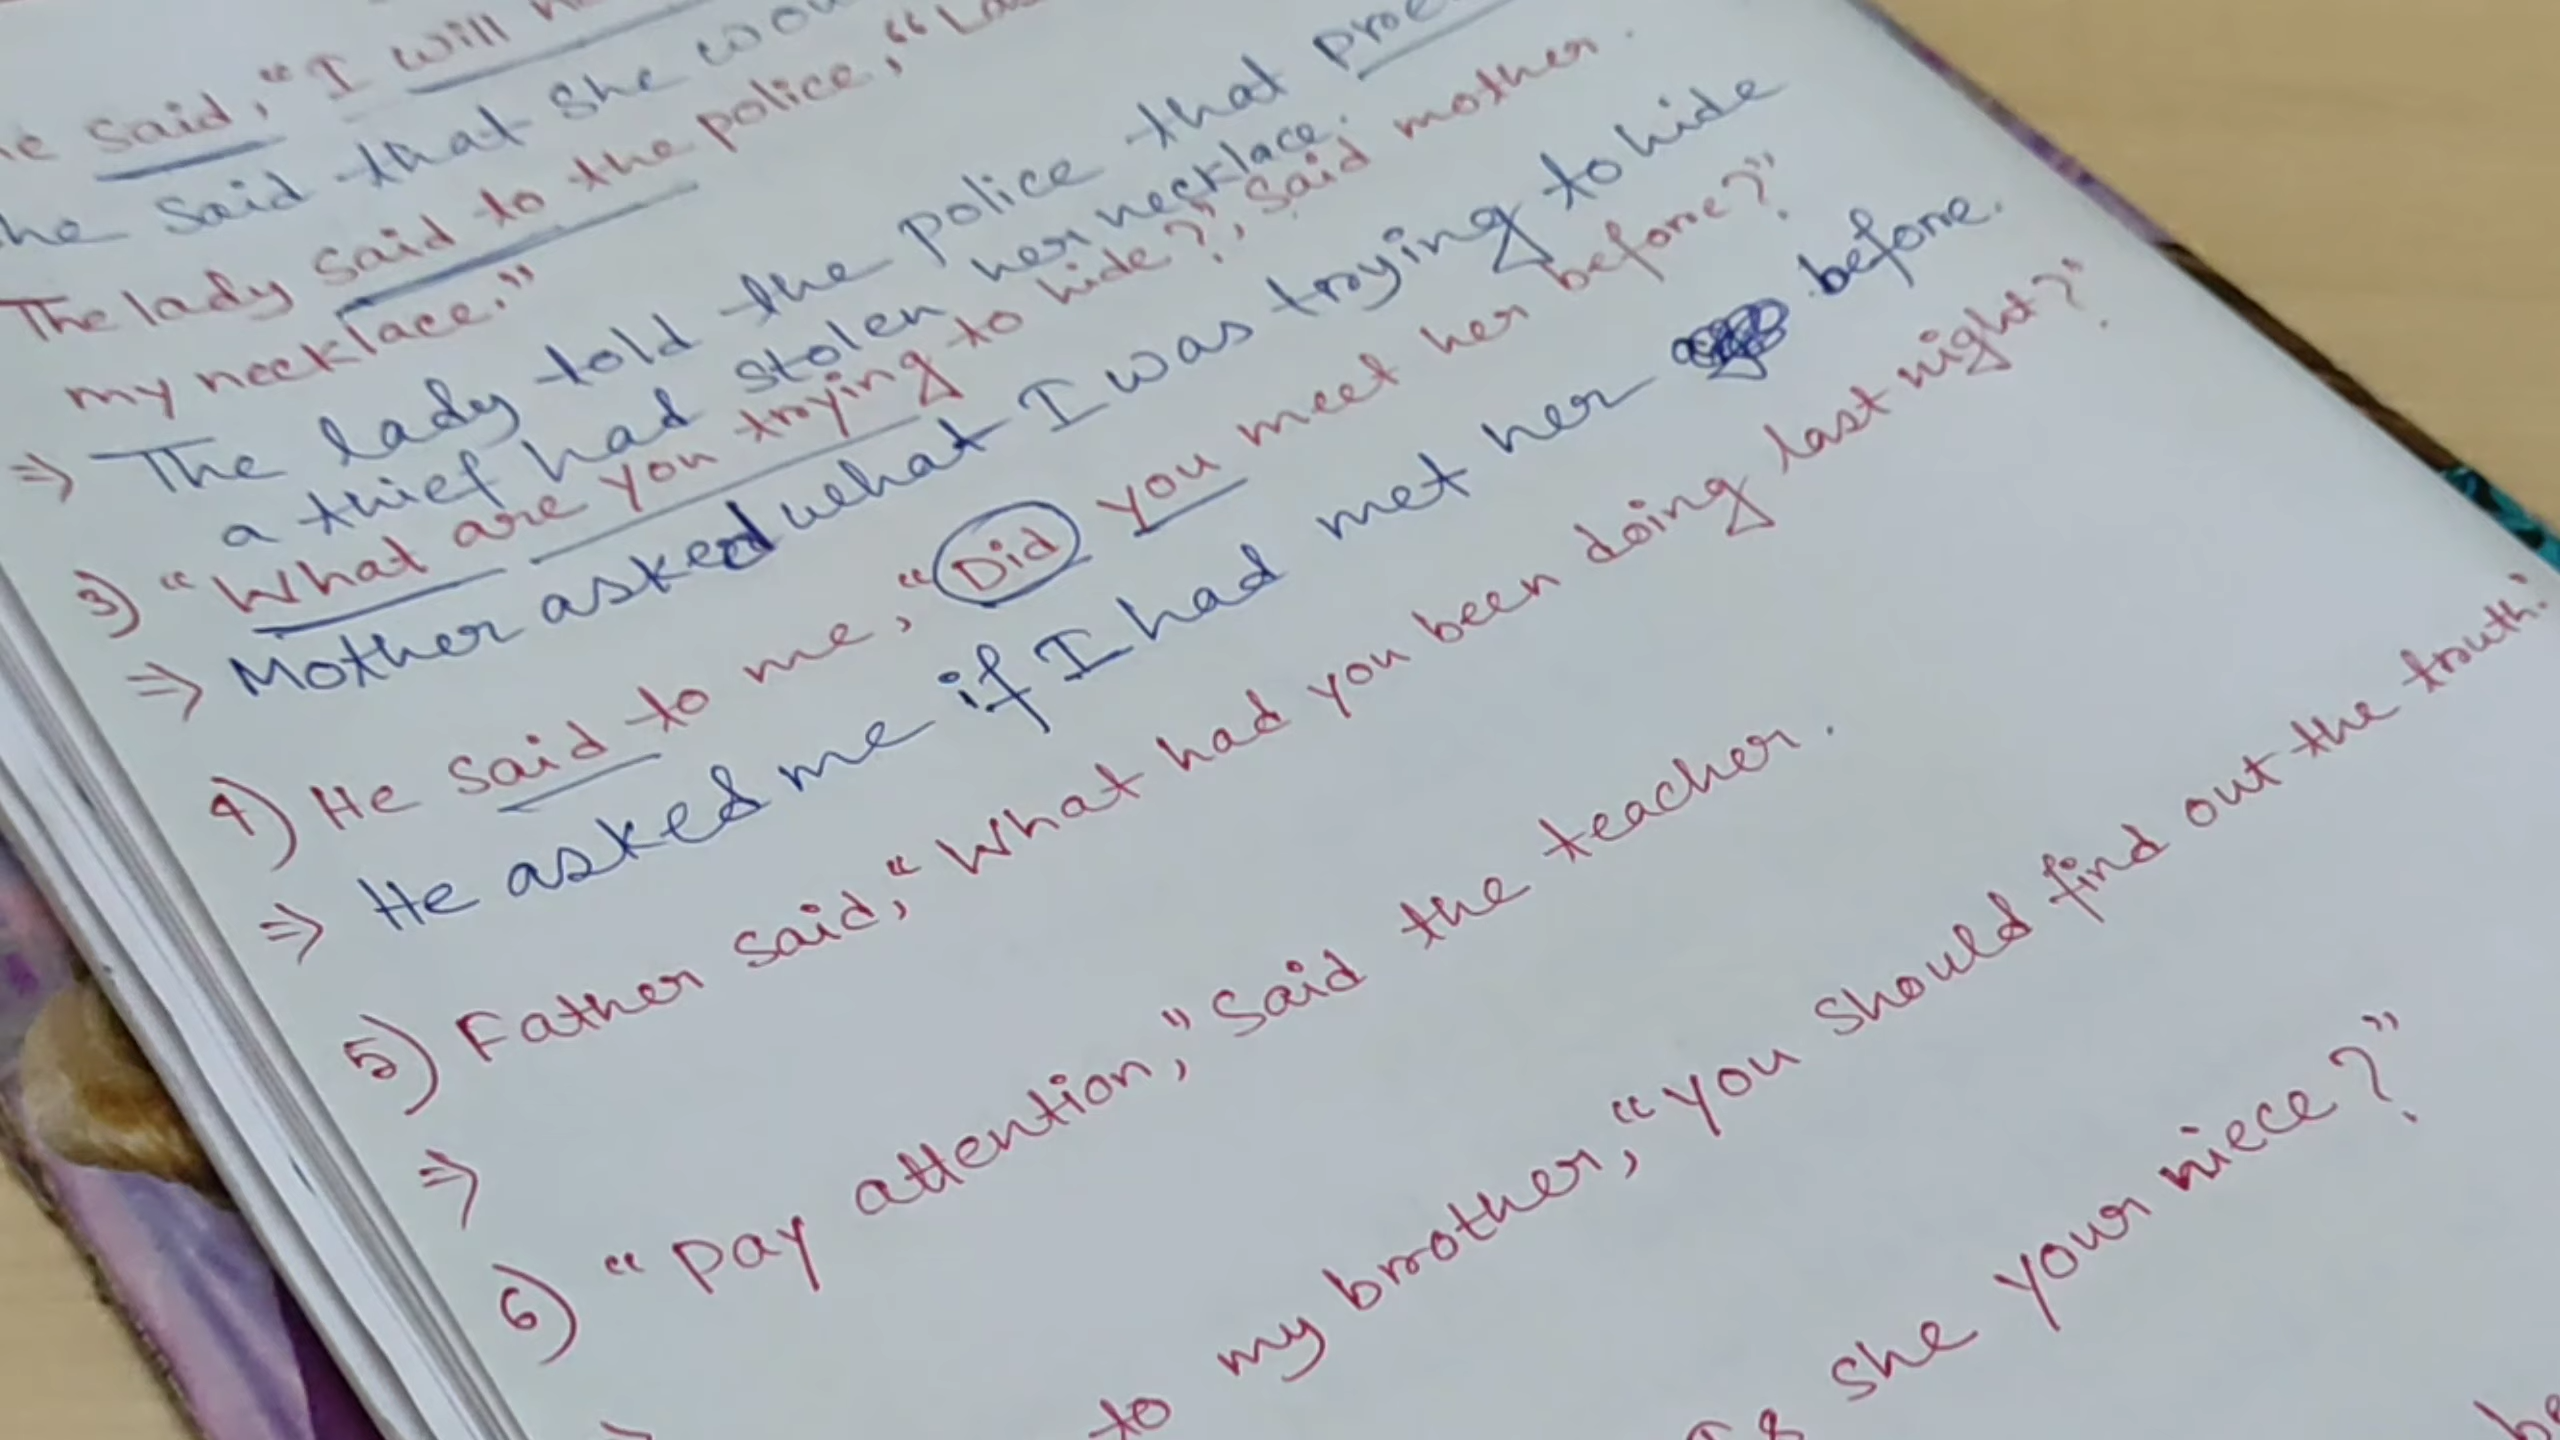 said, "I will
he said that she
The lady said to the police, "
my necklace."
=> The lady told the police that
a thief had stolen her necklace.
3) "What are you trying to hide?", said mother.
=> Mother asked what I was trying to hide
4) He said to me, "Did you meet her before?"
=> He asked me if I had met her before.
5) Father said, "What had you been doing last night?"
=>
6) "Pay attention," said the teacher.
to my brother, "You should find out the truth."
she your niece?"